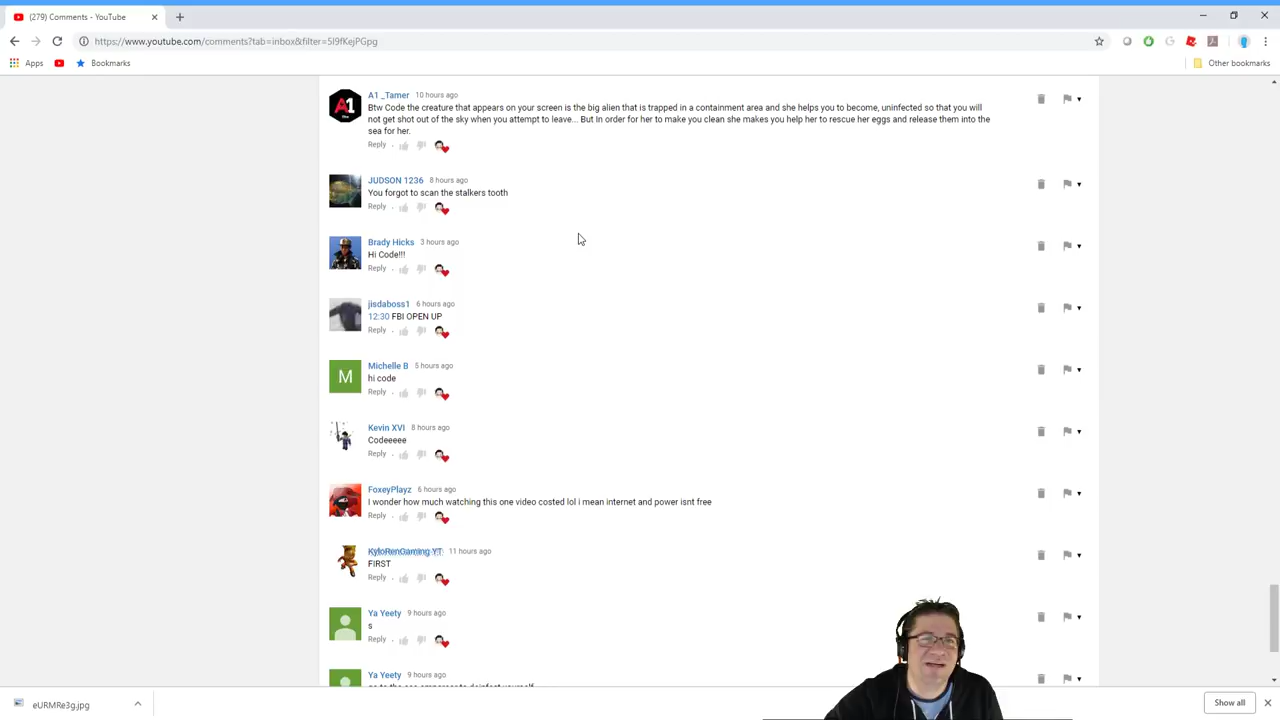 (279) Comments - YouTube
https://www.youtube.com/comments?tab=inbox&filter=5I9fKejPGpg
Apps
Bookmarks
Other bookmarks
A1 _Tamer 10 hours ago
Btw Code the creature that appears on your screen is the big alien that is trapped in a containment area and she helps you to become, uninfected so that you will
not get shot out of the sky when you attempt to leave... But In order for her to make you clean she makes you help her to rescue her eggs and release them into the
sea for her.
Reply
JUDSON 1236 8 hours ago
You forgot to scan the stalkers tooth
Reply
Brady Hicks 3 hours ago
Hi Code!!!
Reply
jisdaboss1 6 hours ago
12:30 FBI OPEN UP
Reply
M
Michelle B 5 hours ago
hi code
Reply
Kevin XVI 8 hours ago
Codeeeee
Reply
FoxeyPlayz 6 hours ago
I wonder how much watching this one video costed lol i mean internet and power isnt free
Reply
KyloRenGaming YT 11 hours ago
FIRST
Reply
Ya Yeety 9 hours ago
s
Reply
Ya Yeety 9 hours ago
go to the sea emperor to deinfect yourself
eURMRe3g.jpg
Show all